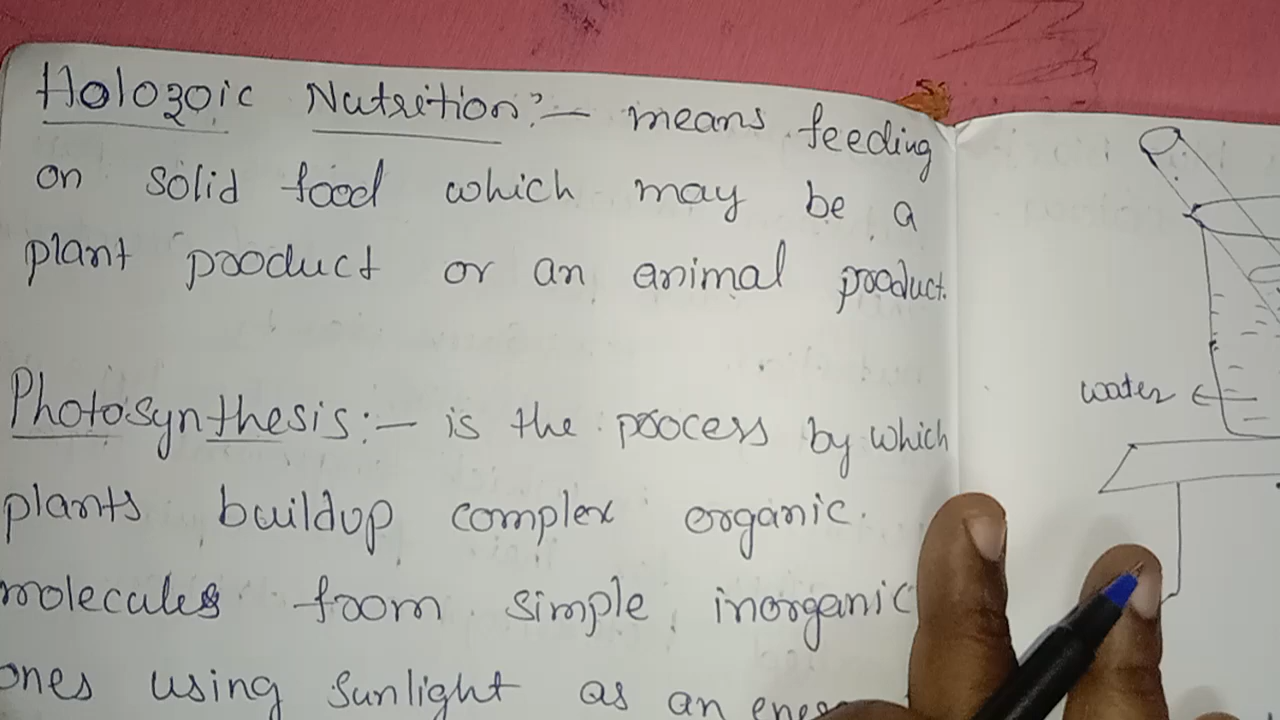 Holozoic Nutrition:- means feeding
on solid food which may be a
plant product or an animal product.
Photosynthesis:- is the process by which
plants buildup complex organic.
molecules from simple inorganic
ones using sunlight as an
water